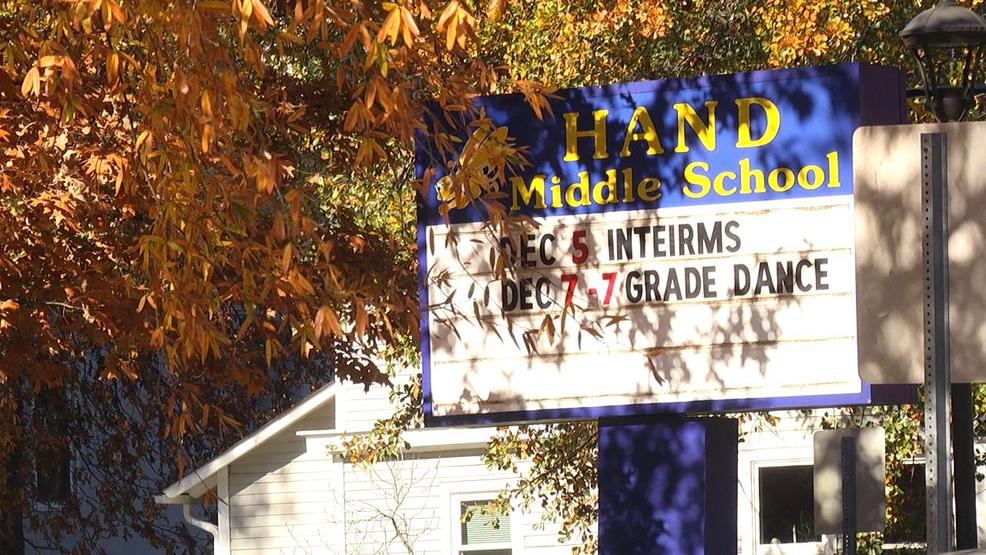 HAND
Middle School
DEC 5 INTEIRMS
DEC 7-7 GRADE DANCE